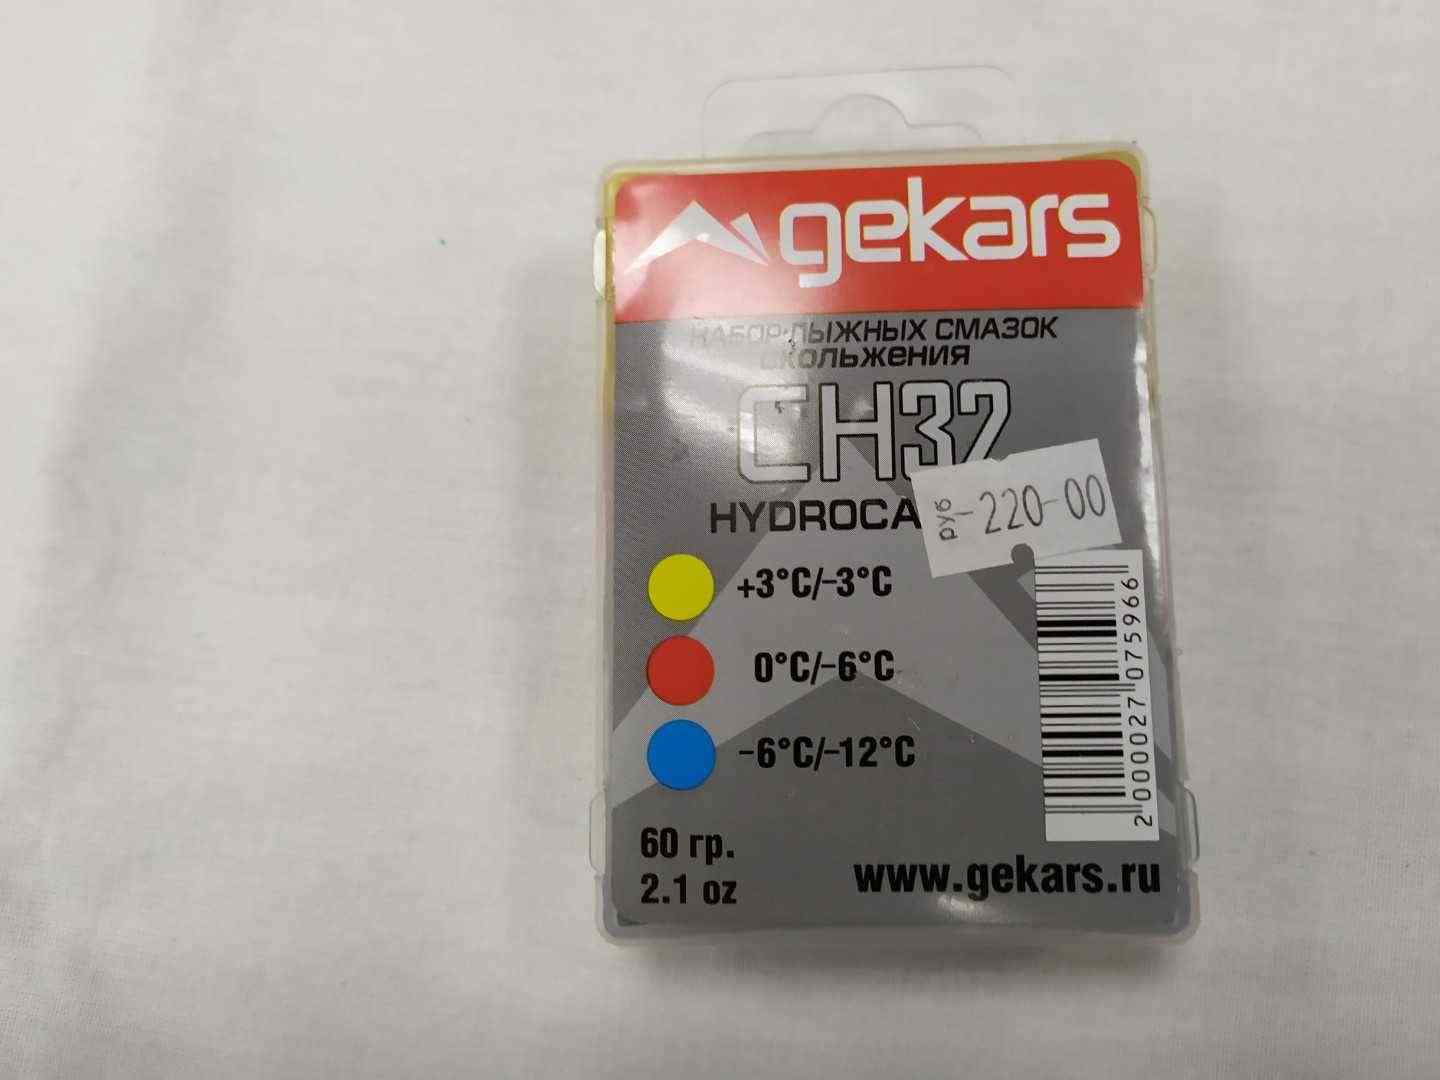 gekars
НАБОР ЛЫЖНЫХ СМАЗОК
СКОЛЬЖЕНИЯ
CH32
HYDROCA
руб -220-00
+3°C/-3°C
0°C/-6°C
-6°C/-12°C
2000027075966
60 гр.
2.1 oz
www.gekars.ru